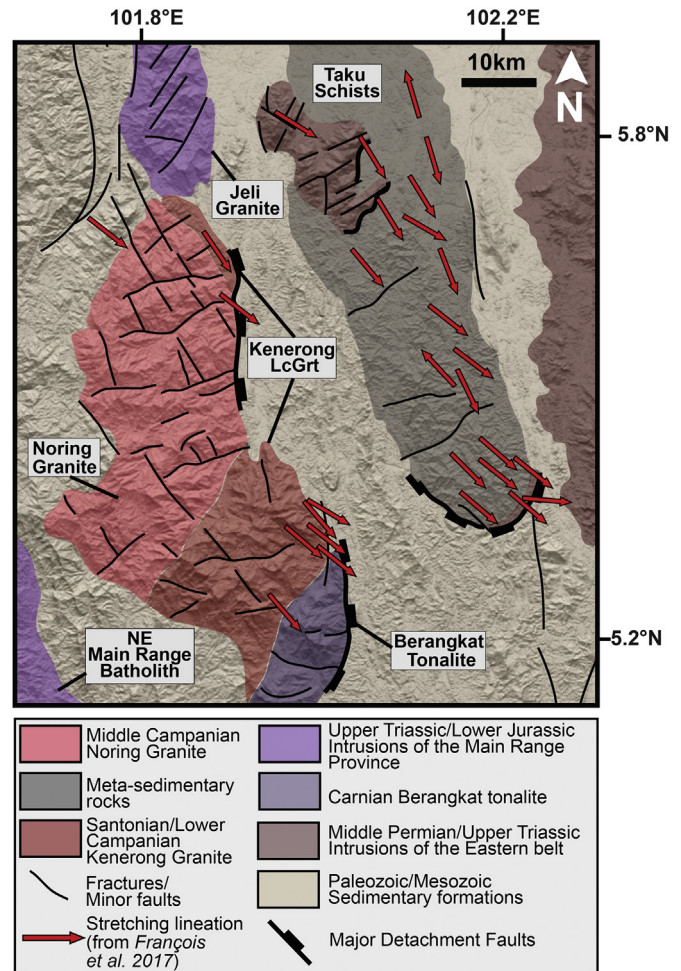 101.8°E
102.2°E
Taku
Schists
10km
N
5.8°N
Jeli
Granite
Kenerong
LcGrt
Noring
Granite
NE
Main Range
Batholith
Berangkat
Tonalite
5.2°N
Middle Campanian
Noring Granite
Meta-sedimentary
rocks
Santonian/Lower
Campanian
Kenerong Granite
Fractures/
Minor faults
Stretching lineation
(from François
et al. 2017)
Upper Triassic/Lower Jurassic
Intrusions of the Main Range
Province
Carnian Berangkat tonalite
Middle Permian/Upper Triassic
Intrusions of the Eastern belt
Paleozoic/Mesozoic
Sedimentary formations
Major Detachment Faults